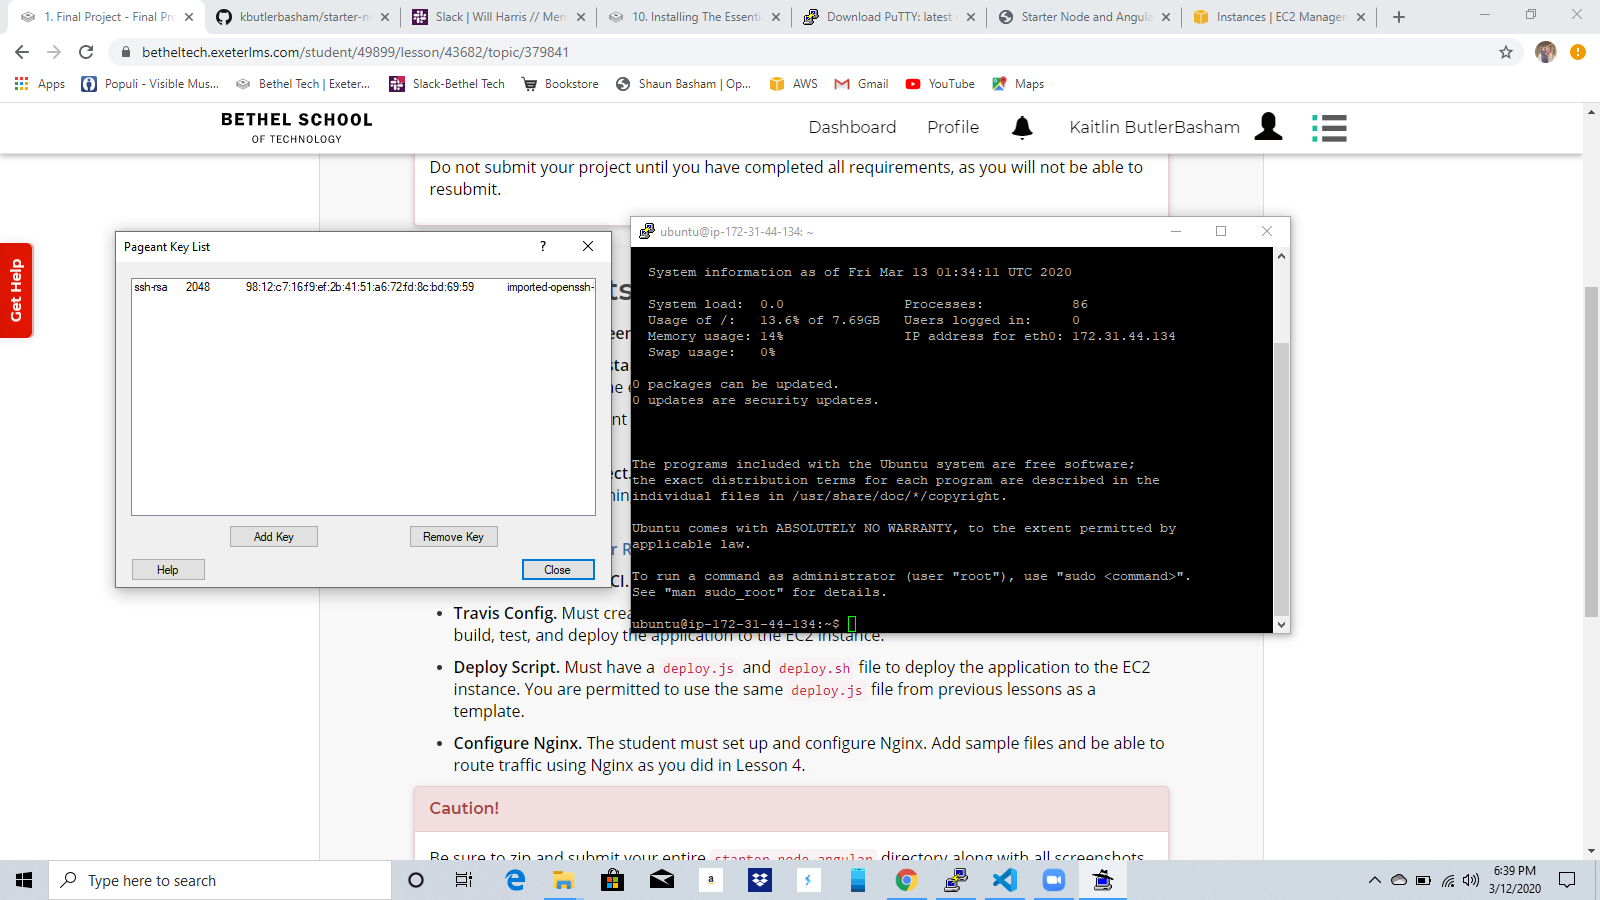 1. Final Project - Final Pro
kbutlerbasham/starter-n
Slack | Will Harris // Men
10. Installing The Essenti
Download PuTTY: latest
Starter Node and Angula
Instances | EC2 Managem
betheltech.exeterlms.com/student/49899/lesson/43682/topic/379841
Apps
Populi - Visible Mus...
Bethel Tech | Exeter...
Slack-Bethel Tech
Bookstore
Shaun Basham | Op...
AWS
Gmail
YouTube
Maps
BETHEL SCHOOL
OF TECHNOLOGY
Dashboard
Profile
Kaitlin ButlerBasham
Do not submit your project until you have completed all requirements, as you will not be able to
resubmit.
Get Help
Pageant Key List
?
ssh-rsa 2048 98:12:c7:16:f9:ef:2b:41:51:a6:72:fd:8c:bd:69:59 imported-openssh-
Add Key
Remove Key
Help
Close
ubuntu@ip-172-31-44-134: ~
System information as of Fri Mar 13 01:34:11 UTC 2020
System load: 0.0 Processes: 86
Usage of /: 13.6% of 7.69GB Users logged in: 0
Memory usage: 14% IP address for eth0: 172.31.44.134
Swap usage: 0%
0 packages can be updated.
0 updates are security updates.
The programs included with the Ubuntu system are free software;
the exact distribution terms for each program are described in the
individual files in /usr/share/doc/*/copyright.
Ubuntu comes with ABSOLUTELY NO WARRANTY, to the extent permitted by
applicable law.
To run a command as administrator (user "root"), use "sudo <command>".
See "man sudo_root" for details.
ubuntu@ip-172-31-44-134:~$
Travis Config. Must crea
build, test, and deploy the application to the EC2 instance.
Deploy Script. Must have a deploy.js and deploy.sh file to deploy the application to the EC2
instance. You are permitted to use the same deploy.js file from previous lessons as a
template.
Configure Nginx. The student must set up and configure Nginx. Add sample files and be able to
route traffic using Nginx as you did in Lesson 4.
Caution!
Be sure to zip and submit your entire starter-node-angular directory along with all screenshots
Type here to search
6:39 PM
3/12/2020